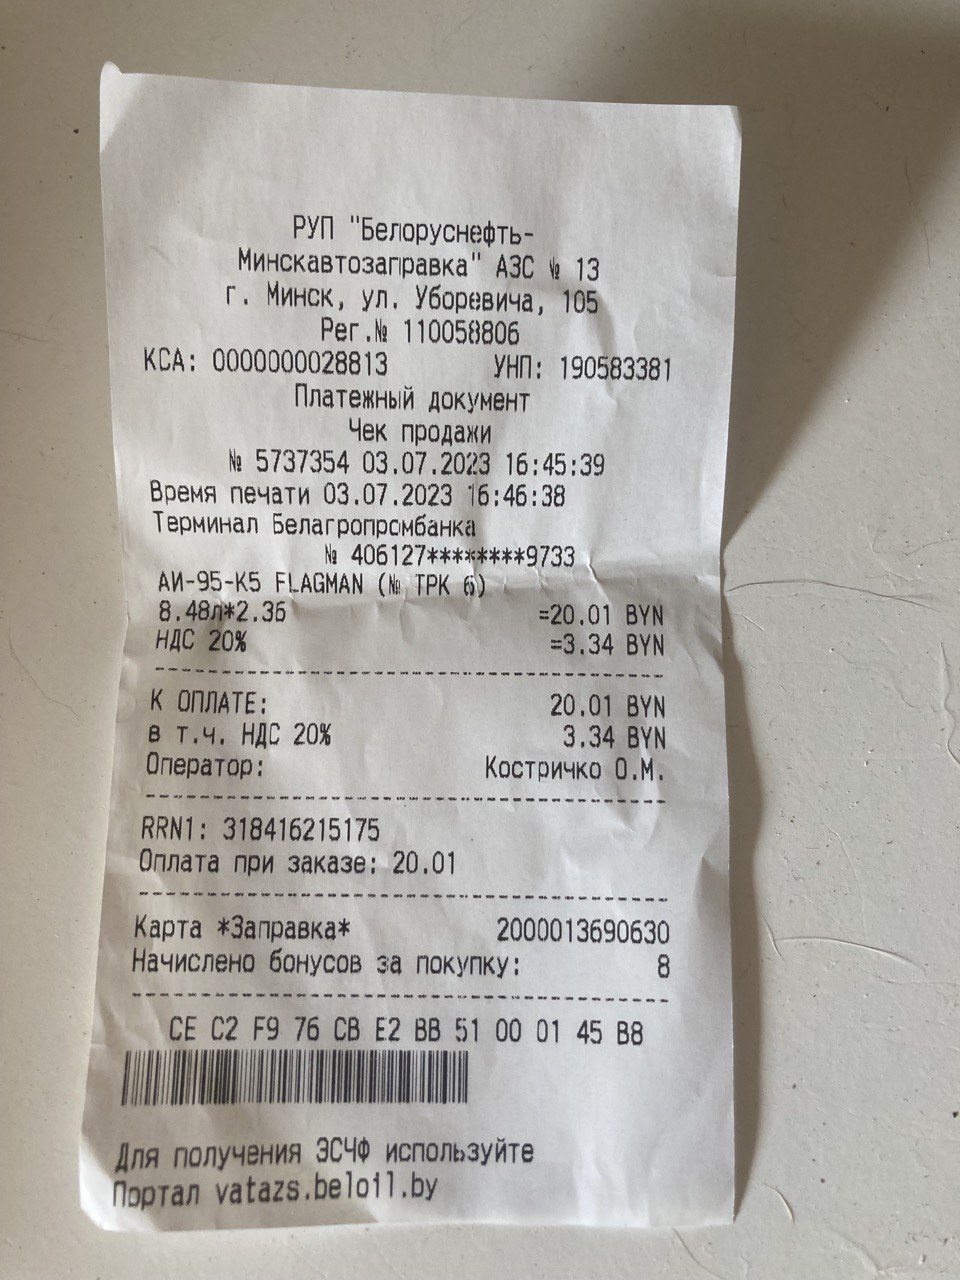 РУП "Белоруснефть-
Минскавтозаправка" АЗС № 13
г. Минск, ул. Уборевича, 105
Рег.№ 110058806
КСА: 0000000028813 УНП: 190583381
Платежный документ
Чек продажи
№ 5737354 03.07.2023 16:45:39
Время печати 03.07.2023 16:46:38
Терминал Белагропромбанка
№ 406127********9733
АИ-95-К5 FLAGMAN (№ ТРК 6)
8.48л*2.36 =20.01 BYN
НДС 20% =3.34 BYN
К ОПЛАТЕ: 20.01 BYN
в т.ч. НДС 20% 3.34 BYN
Оператор: Костричко О.М.
RRN1: 318416215175
Оплата при заказе: 20.01
Карта *Заправка* 2000013690630
Начислено бонусов за покупку: 8
CE C2 F9 76 CB E2 BB 51 00 01 45 B8
Для получения ЭСЧФ используйте
Портал vatazs.beloil.by